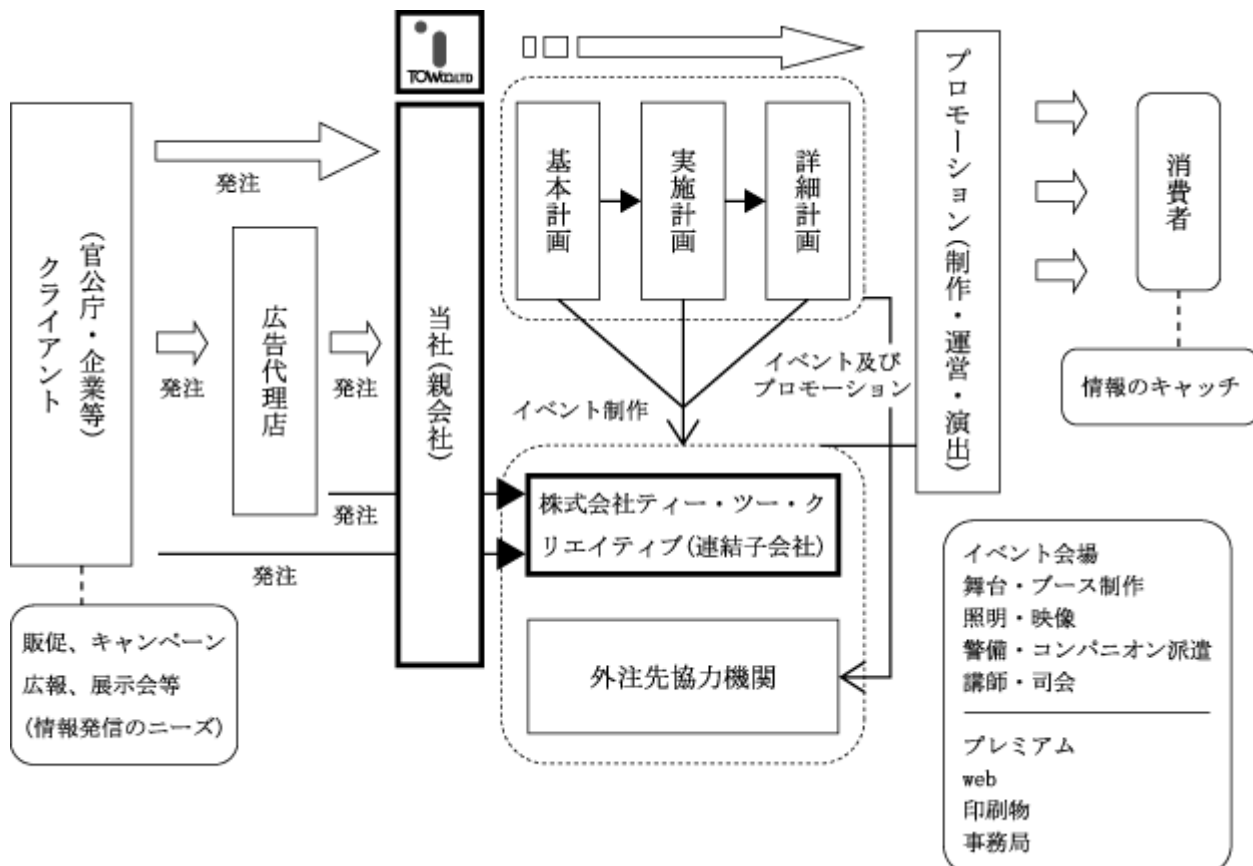 TOWCO.,LTD
(官公庁・企業等)
クライアント
発注
発注
広告代理店
発注
発注
発注
当社(親会社)
基本計画
実施計画
詳細計画
イベント制作
イベント及び
プロモーション
プロモーション(制作・運営・演出)
消費者
情報のキャッチ
株式会社ティー・ツー・ク
リエイティブ(連結子会社)
外注先協力機関
販促、キャンペーン
広報、展示会等
(情報発信のニーズ)
イベント会場
舞台・ブース制作
照明・映像
警備・コンパニオン派遣
講師・司会
プレミアム
web
印刷物
事務局